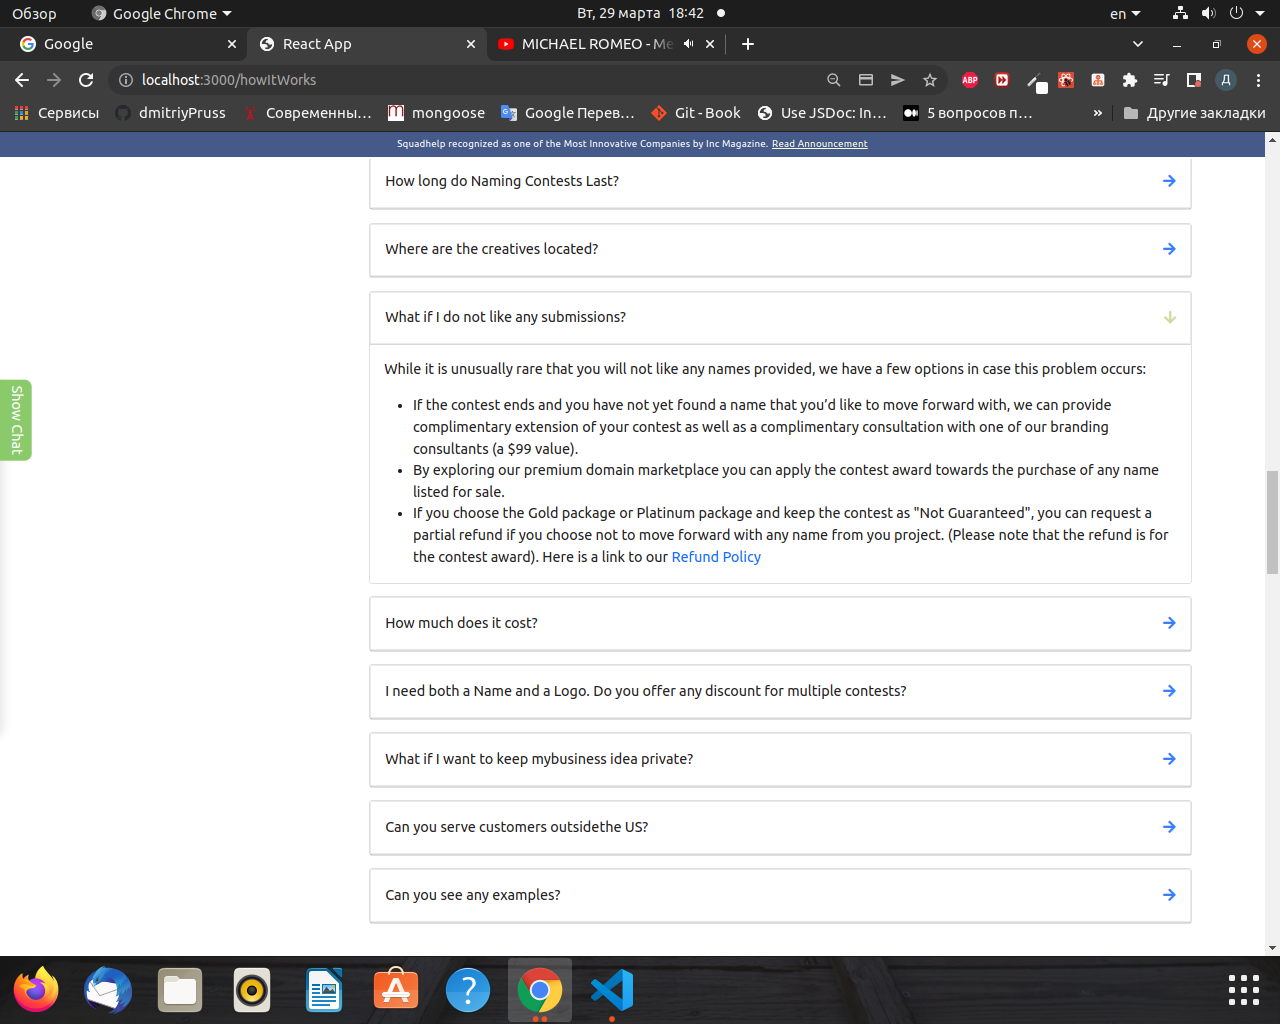 Обзор
Google Chrome
Вт, 29 марта 18:42
en
Google
React App
MICHAEL ROMEO - Me
localhost:3000/howItWorks
ABP
Д
Сервисы
dmitriyPruss
Современны...
mongoose
Google Перев...
Git - Book
Use JSDoc: In...
5 вопросов п...
»
Другие закладки
Squadhelp recognized as one of the Most Innovative Companies by Inc Magazine. Read Announcement
How long do Naming Contests Last?
Where are the creatives located?
What if I do not like any submissions?
While it is unusually rare that you will not like any names provided, we have a few options in case this problem occurs:
• If the contest ends and you have not yet found a name that you’d like to move forward with, we can provide
complimentary extension of your contest as well as a complimentary consultation with one of our branding
consultants (a $99 value).
• By exploring our premium domain marketplace you can apply the contest award towards the purchase of any name
listed for sale.
• If you choose the Gold package or Platinum package and keep the contest as "Not Guaranteed", you can request a
partial refund if you choose not to move forward with any name from you project. (Please note that the refund is for
the contest award). Here is a link to our Refund Policy
Show Chat
How much does it cost?
I need both a Name and a Logo. Do you offer any discount for multiple contests?
What if I want to keep mybusiness idea private?
Can you serve customers outsidethe US?
Can you see any examples?